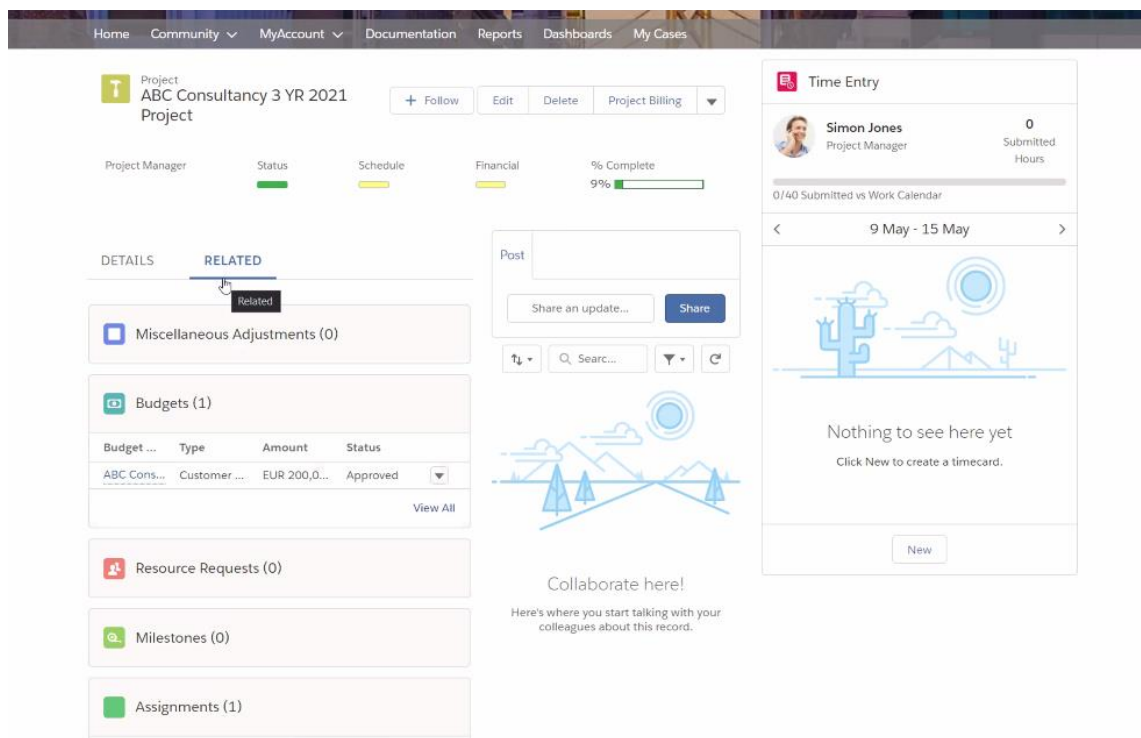 Home Community MyAccount Documentation Reports Dashboards My Cases
Project
ABC Consultancy 3 YR 2021
Project
+ Follow Edit Delete Project Billing
Project Manager Status Schedule Financial % Complete
9%
DETAILS RELATED
Related
Miscellaneous Adjustments (0)
Budgets (1)
Budget ... Type Amount Status
ABC Cons... Customer ... EUR 200,0... Approved
View All
Resource Requests (0)
Milestones (0)
Assignments (1)
Post
Share an update... Share
Searc...
Collaborate here!
Here's where you start talking with your
colleagues about this record.
Time Entry
Simon Jones
Project Manager
0
Submitted
Hours
0/40 Submitted vs Work Calendar
9 May - 15 May
Nothing to see here yet
Click New to create a timecard.
New